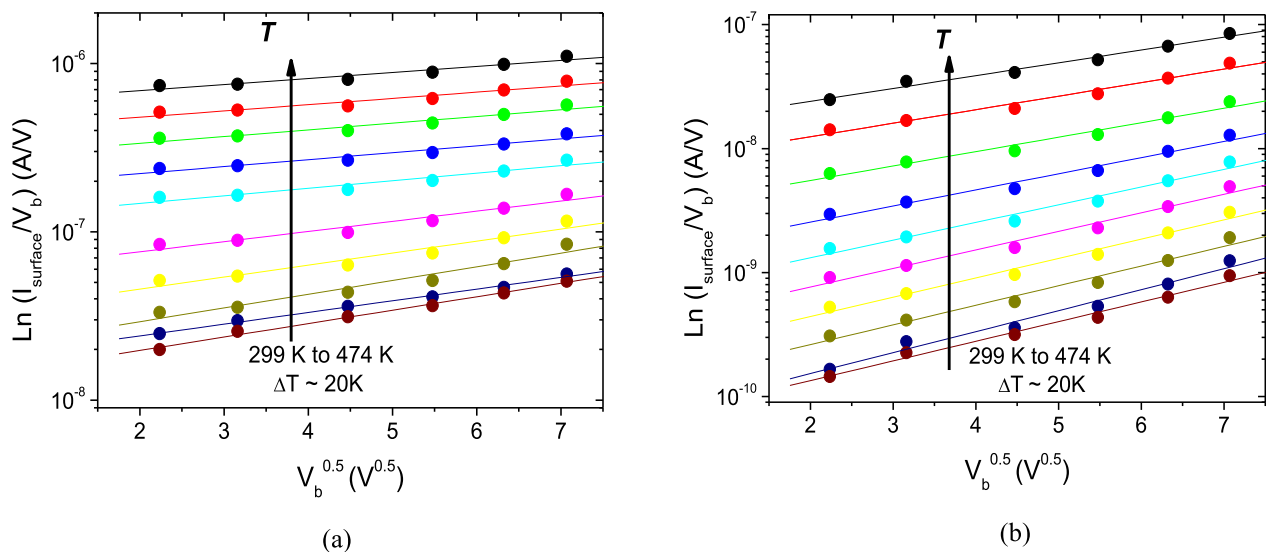 T
10⁻⁶
10⁻⁷
10⁻⁸
Ln (I_surface/V_b) (A/V)
299 K to 474 K
ΔT ~ 20K
2 3 4 5 6 7
V_b^0.5 (V^0.5)
(a)
T
10⁻⁷
10⁻⁸
10⁻⁹
10⁻¹⁰
Ln (I_surface/V_b) (A/V)
299 K to 474 K
ΔT ~ 20K
2 3 4 5 6 7
V_b^0.5 (V^0.5)
(b)